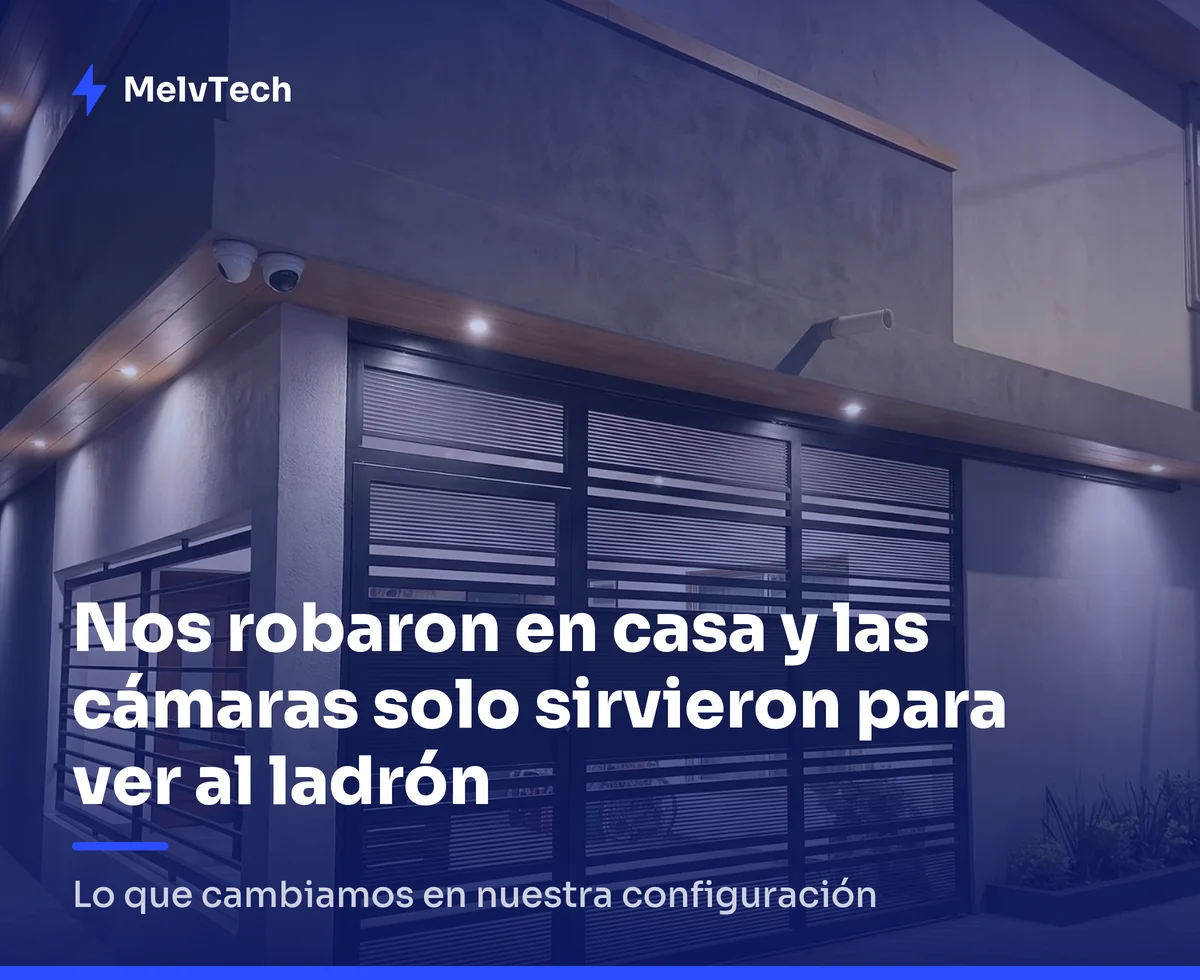 MelvTech
Nos robaron en casa y las
cámaras solo sirvieron para
ver al ladrón
Lo que cambiamos en nuestra configuración